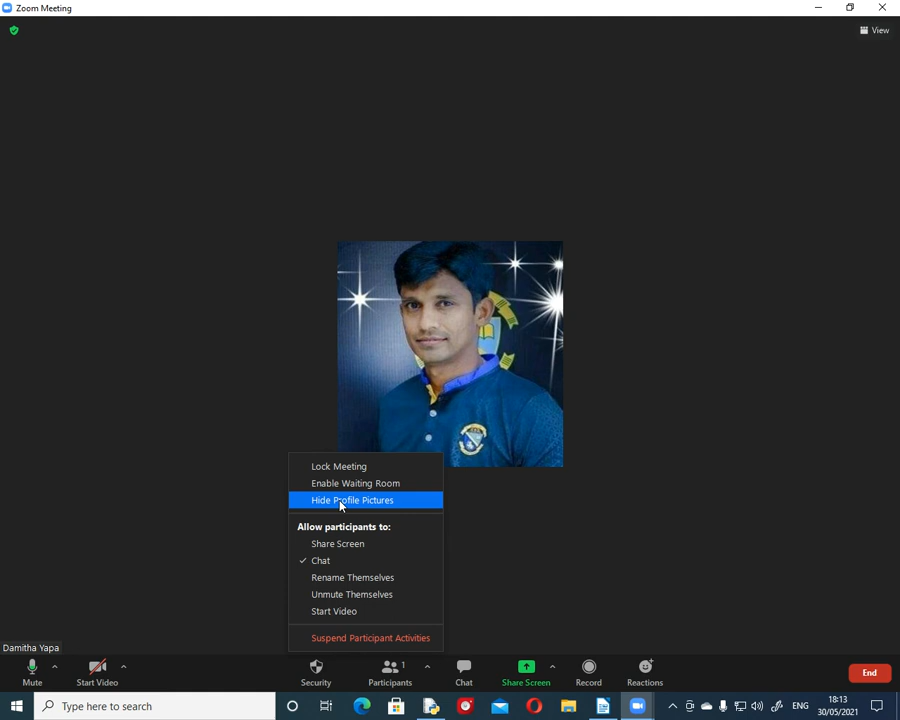 Zoom Meeting
View
Lock Meeting
Enable Waiting Room
Hide Profile Pictures
Allow participants to:
Share Screen
Chat
Rename Themselves
Unmute Themselves
Start Video
Suspend Participant Activities
Damitha Yapa
Mute
Start Video
Security
Participants 1
Chat
Share Screen
Record
Reactions
End
Type here to search
ENG
18:13
30/05/2021